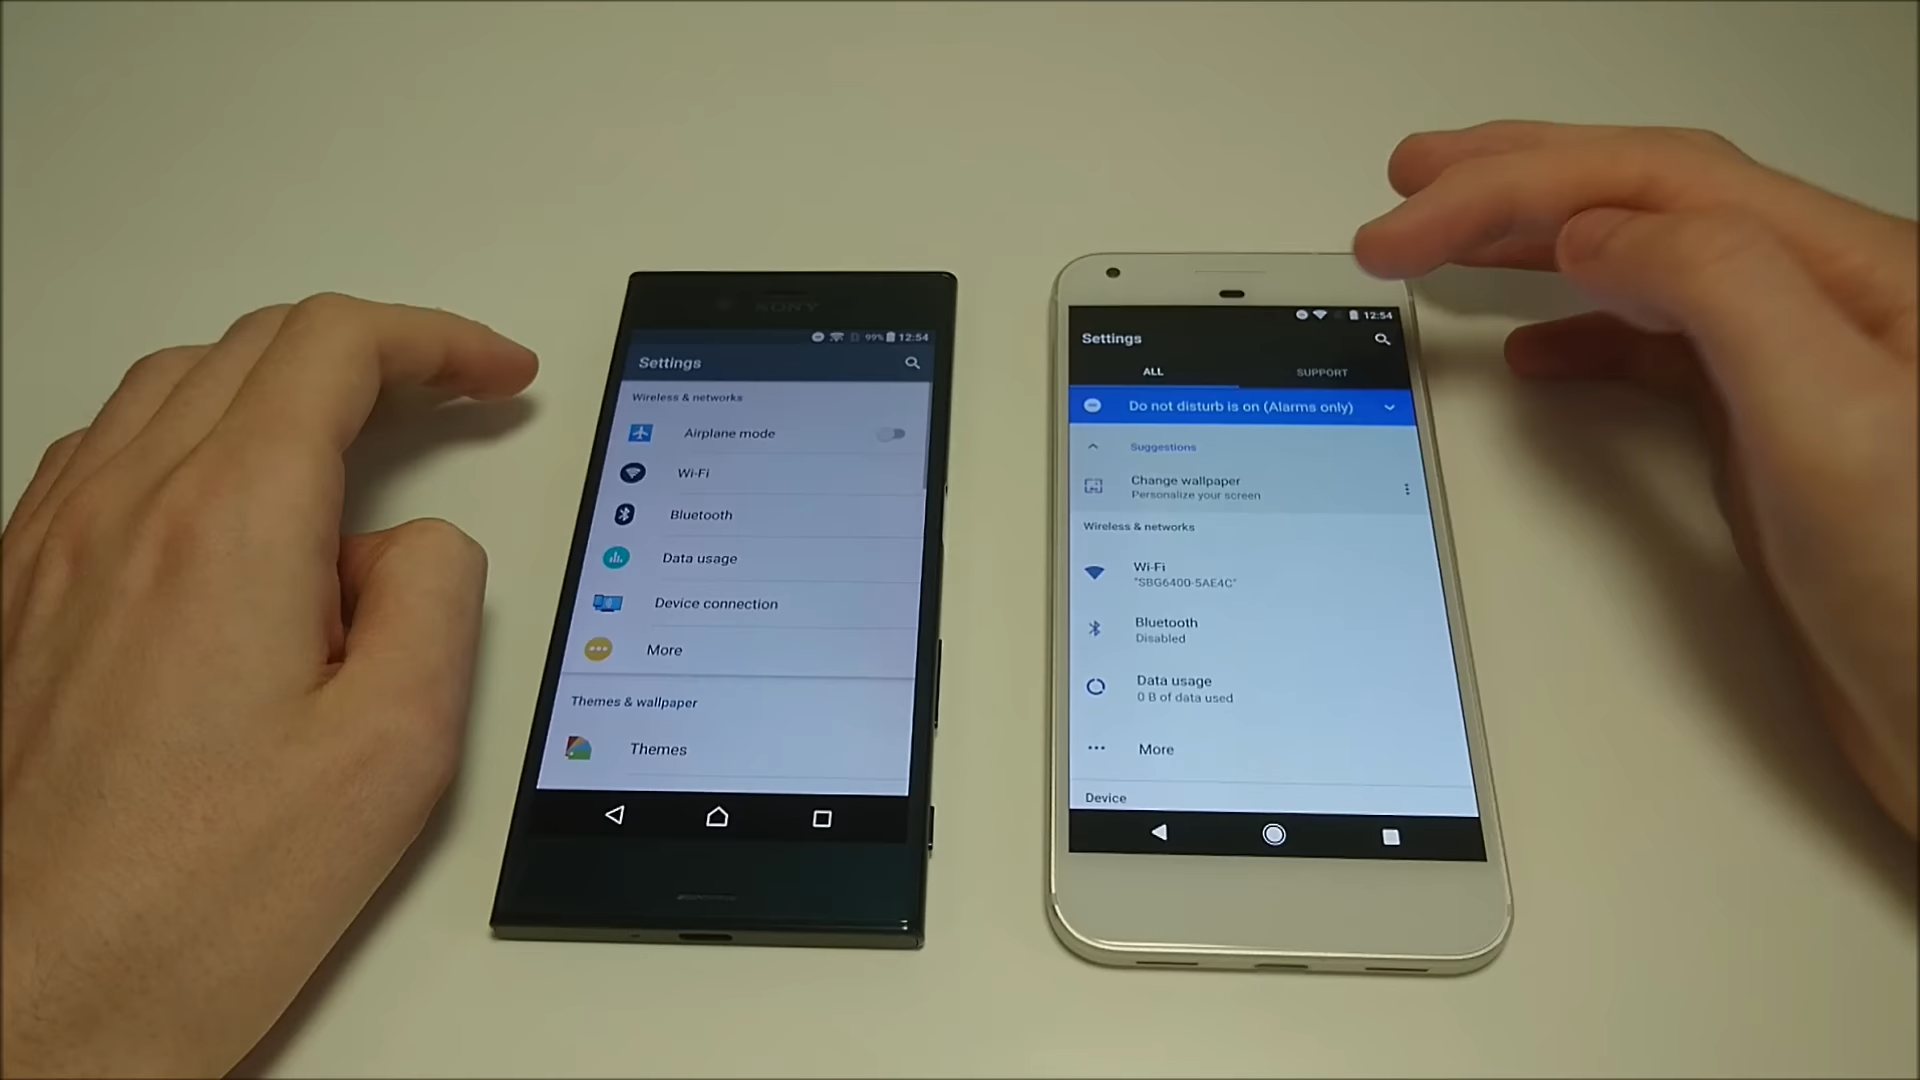 SONY
99% 12:54
Settings
Wireless & networks
Airplane mode
Wi-Fi
Bluetooth
Data usage
Device connection
More
Themes & wallpaper
Themes
12:54
Settings
ALL
SUPPORT
Do not disturb is on (Alarms only)
Suggestions
Change wallpaper
Personalize your screen
Wireless & networks
Wi-Fi
"SBG6400-5AE4C"
Bluetooth
Disabled
Data usage
0 B of data used
More
Device